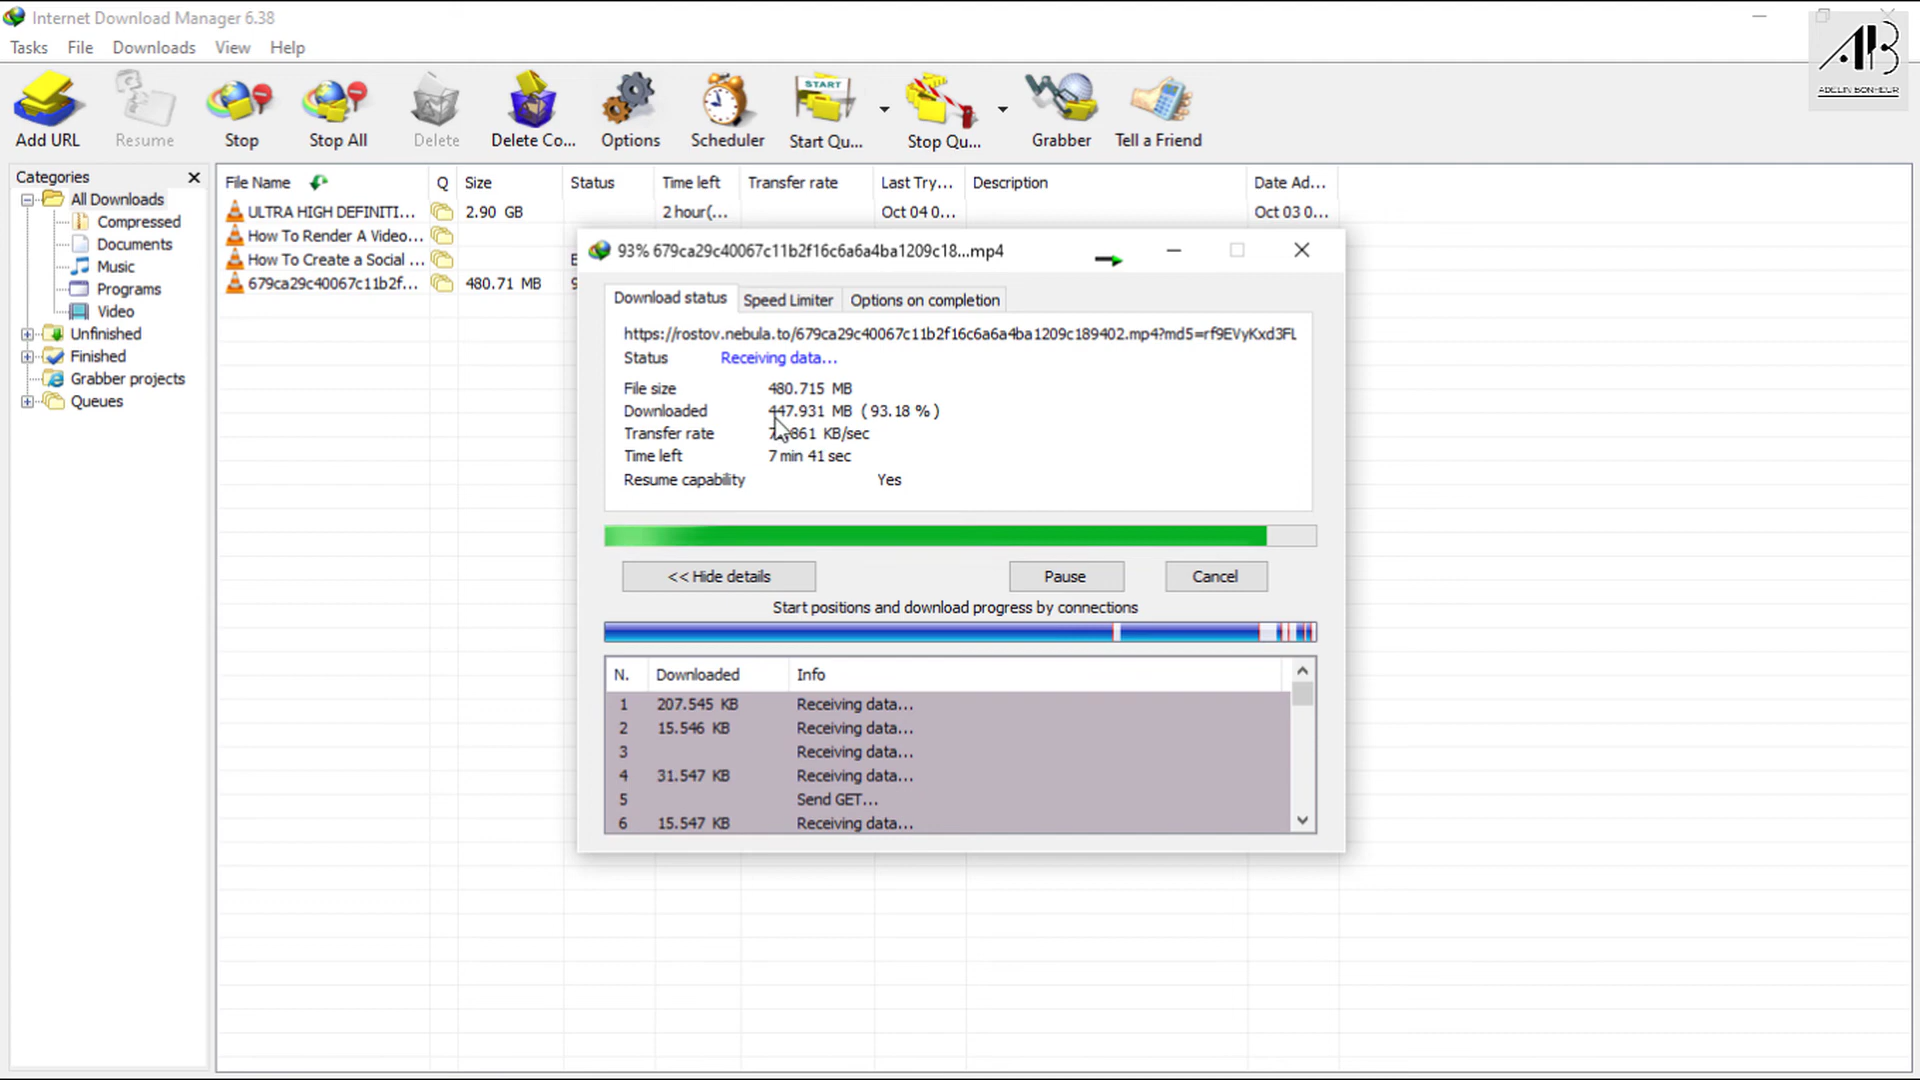 Internet Download Manager 6.38
Tasks File Downloads View Help
ADELIN BONHEUR
START
Add URL Resume Stop Stop All Delete Delete Co... Options Scheduler Start Qu... Stop Qu... Grabber Tell a Friend
Categories
All Downloads
Compressed
Documents
Music
Programs
Video
Unfinished
Finished
Grabber projects
Queues
File Name Q Size Status Time left Transfer rate Last Try... Description Date Ad...
ULTRA HIGH DEFINITI... 2.90 GB 2 hour(... Oct 04 0... Oct 03 0...
How To Render A Video...
How To Create a Social ...
679ca29c40067c11b2f... 480.71 MB
93% 679ca29c40067c11b2f16c6a6a4ba1209c18...mp4
Download status Speed Limiter Options on completion
https://rostov.nebula.to/679ca29c40067c11b2f16c6a6a4ba1209c189402.mp4?md5=rf9EVyKxd3FL
Status Receiving data...
File size 480.715 MB
Downloaded 447.931 MB ( 93.18 % )
Transfer rate KB/sec
Time left 7 min 41 sec
Resume capability Yes
<< Hide details Pause Cancel
Start positions and download progress by connections
N. Downloaded Info
1 207.545 KB Receiving data...
2 15.546 KB Receiving data...
3 Receiving data...
4 31.547 KB Receiving data...
5 Send GET...
6 15.547 KB Receiving data...